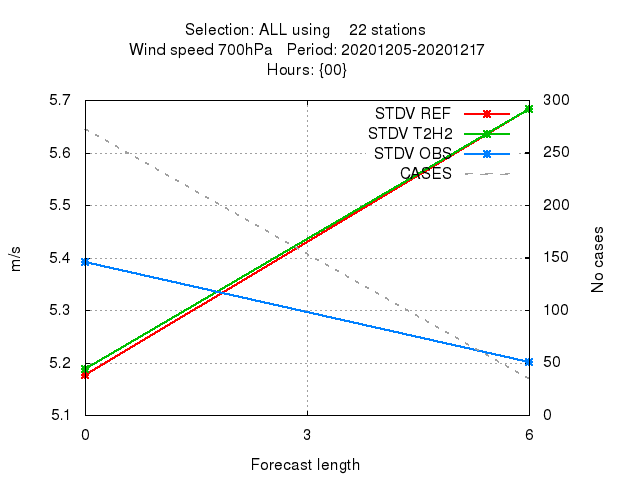 Selection: ALL using 22 stations
Wind speed 700hPa Period: 20201205-20201217
Hours: {00}
5.7
5.6
5.5
5.4
5.3
5.2
5.1
m/s
STDV REF
STDV T2H2
STDV OBS
CASES
300
250
200
150
100
50
0
No cases
0 3 6
Forecast length